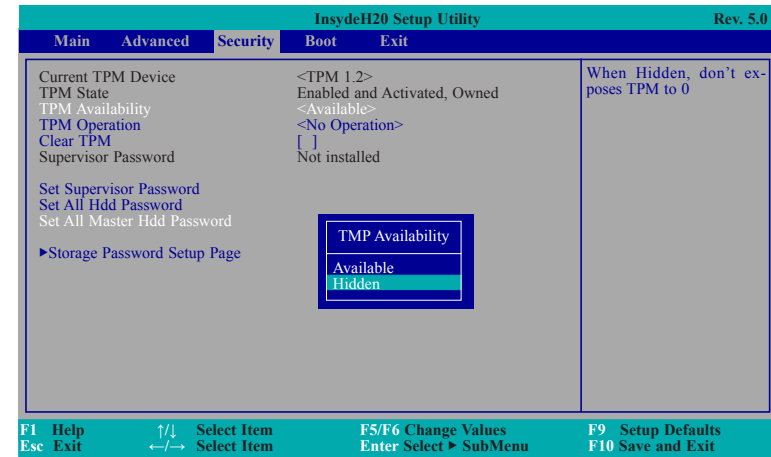 InsydeH20 Setup Utility Rev. 5.0
Main Advanced Security Boot Exit
Current TPM Device <TPM 1.2>
TPM State Enabled and Activated, Owned
TPM Availability <Available>
TPM Operation <No Operation>
Clear TPM [ ]
Supervisor Password Not installed
Set Supervisor Password
Set All Hdd Password
Set All Master Hdd Password
▶Storage Password Setup Page
TMP Availability
Available
Hidden
When Hidden, don't ex-
poses TPM to 0
F1 Help ↑/↓ Select Item F5/F6 Change Values F9 Setup Defaults
Esc Exit ←/→ Select Item Enter Select ▶ SubMenu F10 Save and Exit